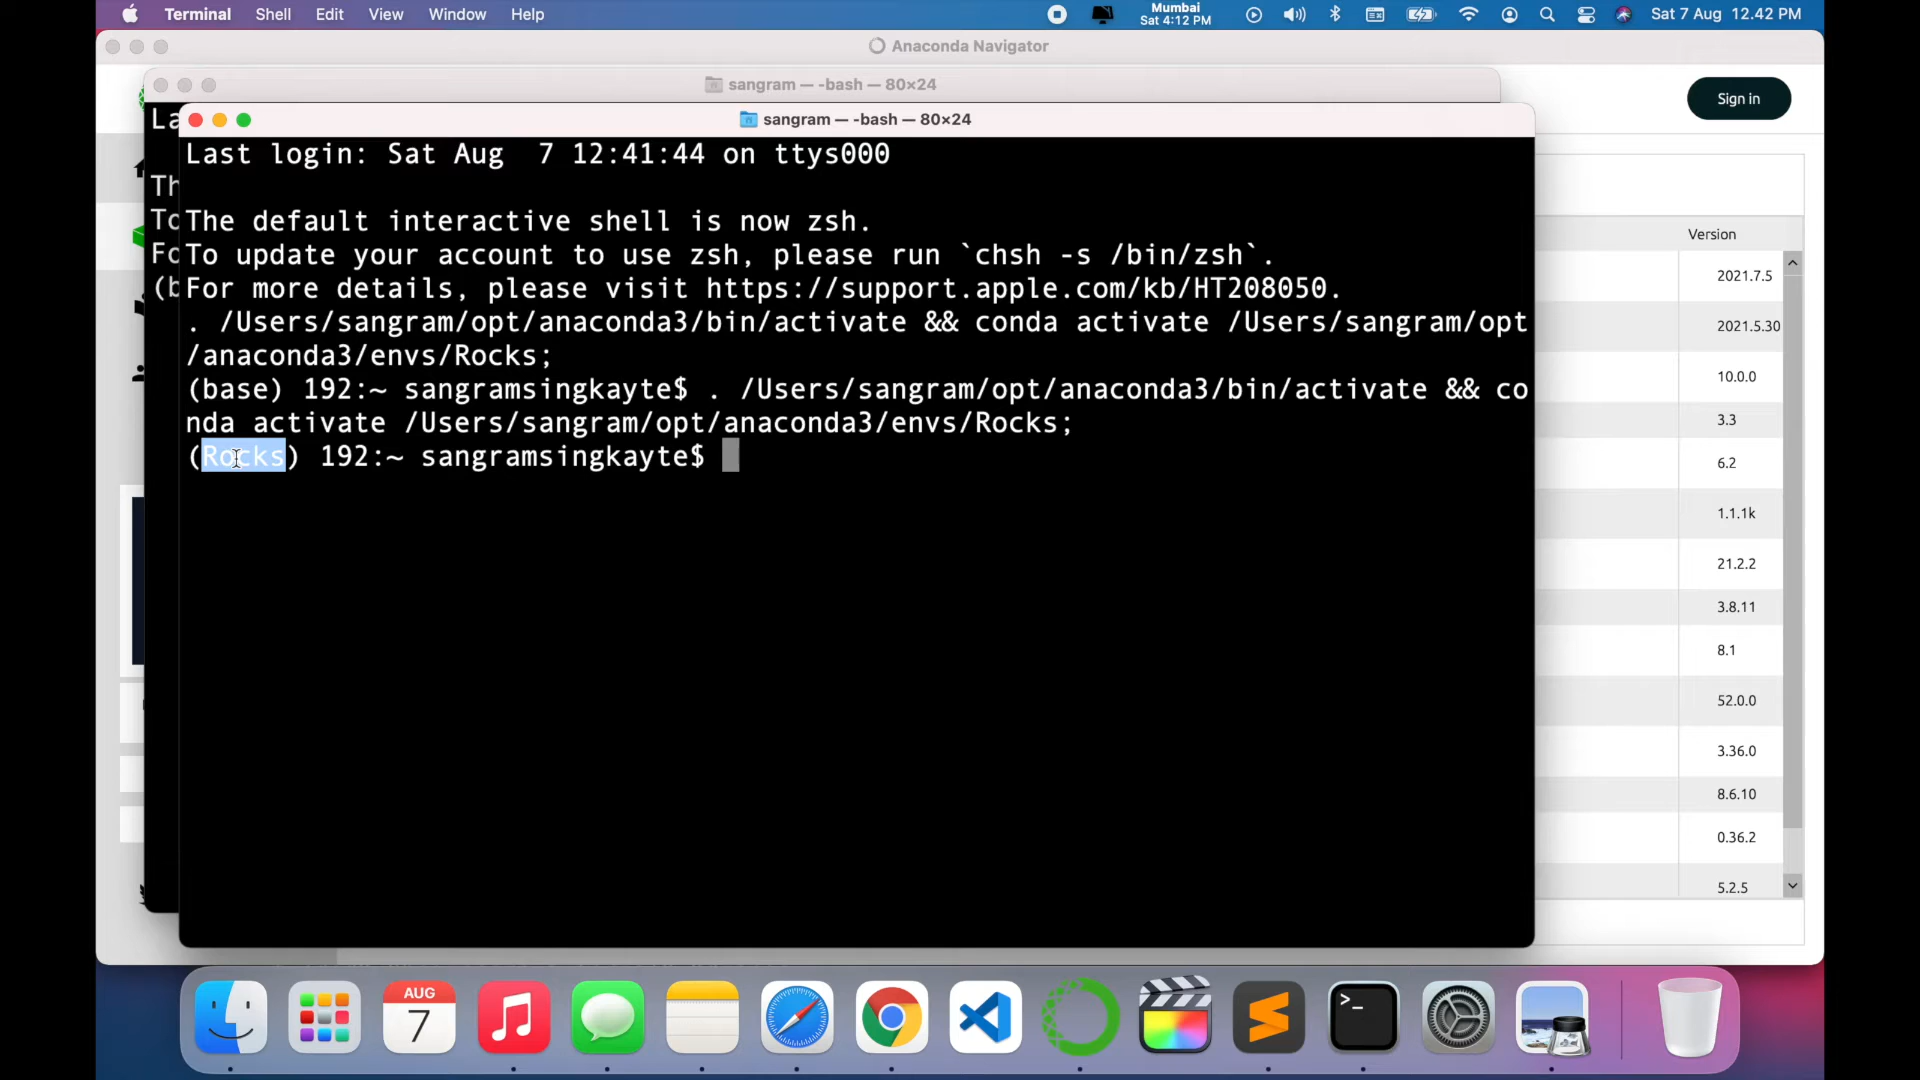 Terminal Shell Edit View Window Help Mumbai Sat 4:12 PM Sat 7 Aug 12.42 PM
Anaconda Navigator
sangram — -bash — 80×24
Sign in
sangram — -bash — 80×24
La
Last login: Sat Aug  7 12:41:44 on ttys000
Th
The default interactive shell is now zsh.
To
To update your account to use zsh, please run `chsh -s /bin/zsh`.
Fo
For more details, please visit https://support.apple.com/kb/HT208050.
(b
. /Users/sangram/opt/anaconda3/bin/activate && conda activate /Users/sangram/opt
/anaconda3/envs/Rocks;
(base) 192:~ sangramsingkayte$ . /Users/sangram/opt/anaconda3/bin/activate && co
nda activate /Users/sangram/opt/anaconda3/envs/Rocks;
(Rocks) 192:~ sangramsingkayte$
Version
2021.7.5
2021.5.30
10.0.0
3.3
6.2
1.1.1k
21.2.2
3.8.11
8.1
52.0.0
3.36.0
8.6.10
0.36.2
5.2.5
AUG
7
>_